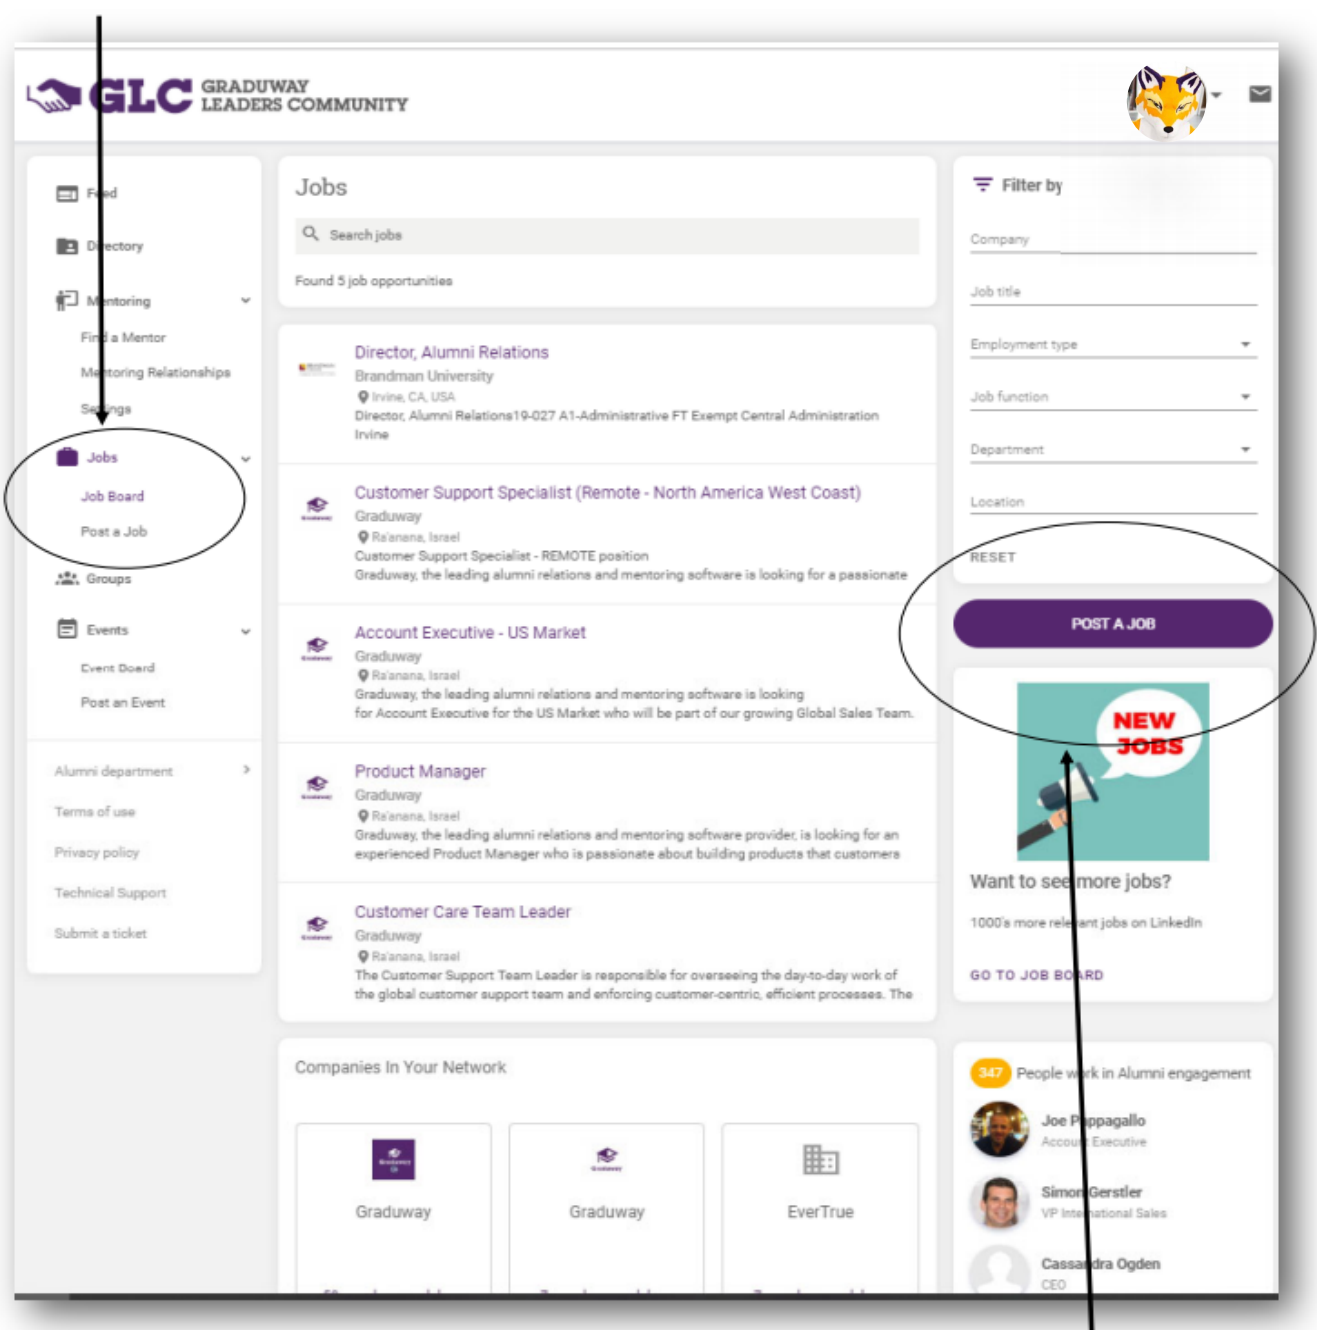 GLC GRADUWAY
LEADERS COMMUNITY
Feed
Directory
Mentoring
Find a Mentor
Mentoring Relationships
Settings
Jobs
Job Board
Post a Job
Groups
Events
Event Board
Post an Event
Alumni department
Terms of use
Privacy policy
Technical Support
Submit a ticket
Jobs
Search jobs
Found 5 job opportunities
Director, Alumni Relations
Brandman University
Irvine, CA, USA
Director, Alumni Relations19-027 A1-Administrative FT Exempt Central Administration
Irvine
Customer Support Specialist (Remote - North America West Coast)
Graduway
Ra'anana, Israel
Customer Support Specialist - REMOTE position
Graduway, the leading alumni relations and mentoring software is looking for a passionate
Account Executive - US Market
Graduway
Ra'anana, Israel
Graduway, the leading alumni relations and mentoring software is looking
for Account Executive for the US Market who will be part of our growing Global Sales Team.
Product Manager
Graduway
Ra'anana, Israel
Graduway, the leading alumni relations and mentoring software provider, is looking for an
experienced Product Manager who is passionate about building products that customers
Customer Care Team Leader
Graduway
Ra'anana, Israel
The Customer Support Team Leader is responsible for overseeing the day-to-day work of
the global customer support team and enforcing customer-centric, efficient processes. The
Companies In Your Network
Graduway
Graduway
EverTrue
Filter by
Company
Job title
Employment type
Job function
Department
Location
RESET
POST A JOB
NEW
JOBS
Want to see more jobs?
1000's more relevant jobs on LinkedIn
GO TO JOB BOARD
347 People work in Alumni engagement
Joe Pappagallo
Account Executive
Simon Gerstler
VP International Sales
Cassandra Ogden
CEO